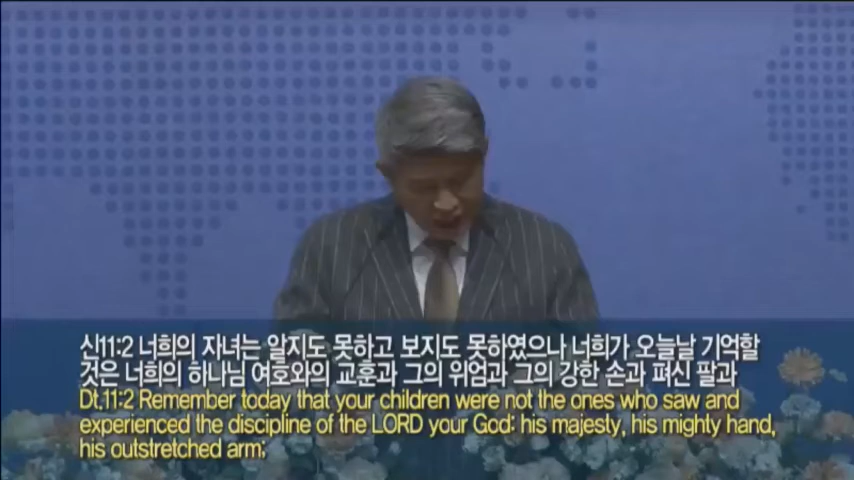 신11:2 너희의 자녀는 알지도 못하고 보지도 못하였으나 너희가 오늘날 기억할
것은 너희의 하나님 여호와의 교훈과 그의 위엄과 그의 강한 손과 펴신 팔과
Dt.11:2 Remember today that your children were not the ones who saw and
experienced the discipline of the LORD your God: his majesty, his mighty hand,
his outstretched arm;